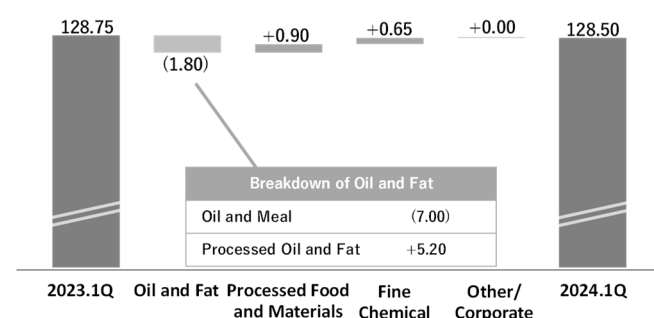 128.75
(1.80)
+0.90
+0.65
+0.00
128.50
Breakdown of Oil and Fat
Oil and Meal (7.00)
Processed Oil and Fat +5.20
2023.1Q
Oil and Fat
Processed Food
and Materials
Fine
Chemical
Other/
Corporate
2024.1Q